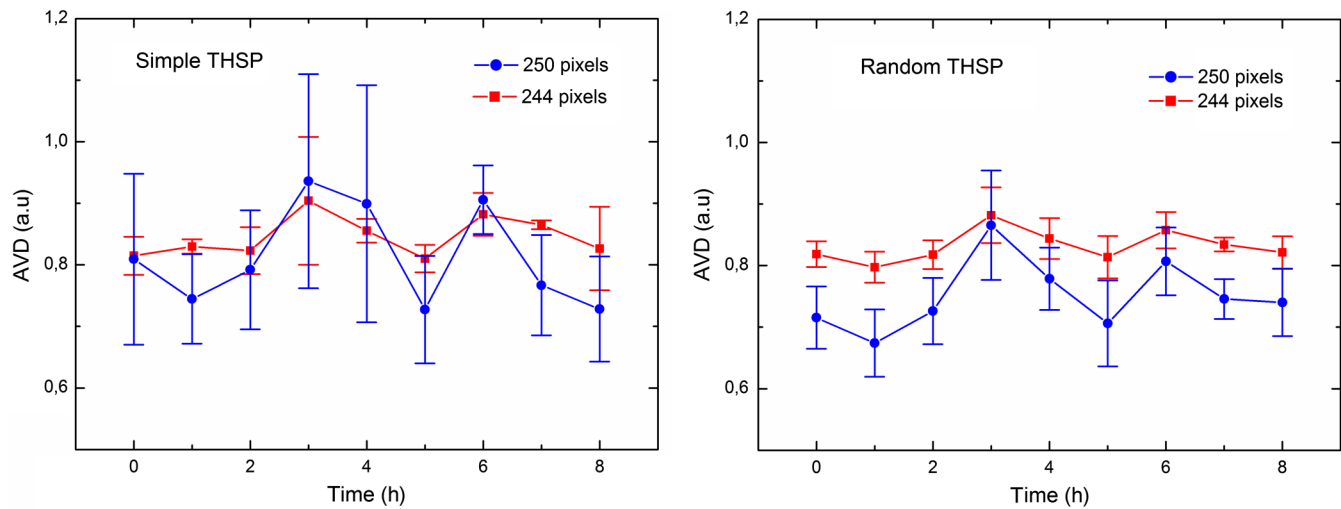 Simple THSP
250 pixels
244 pixels
1,2
1,0
0,8
0,6
AVD (a.u)
0 2 4 6 8
Time (h)
Random THSP
250 pixels
244 pixels
1,2
1,0
0,8
0,6
AVD (a.u)
0 2 4 6 8
Time (h)